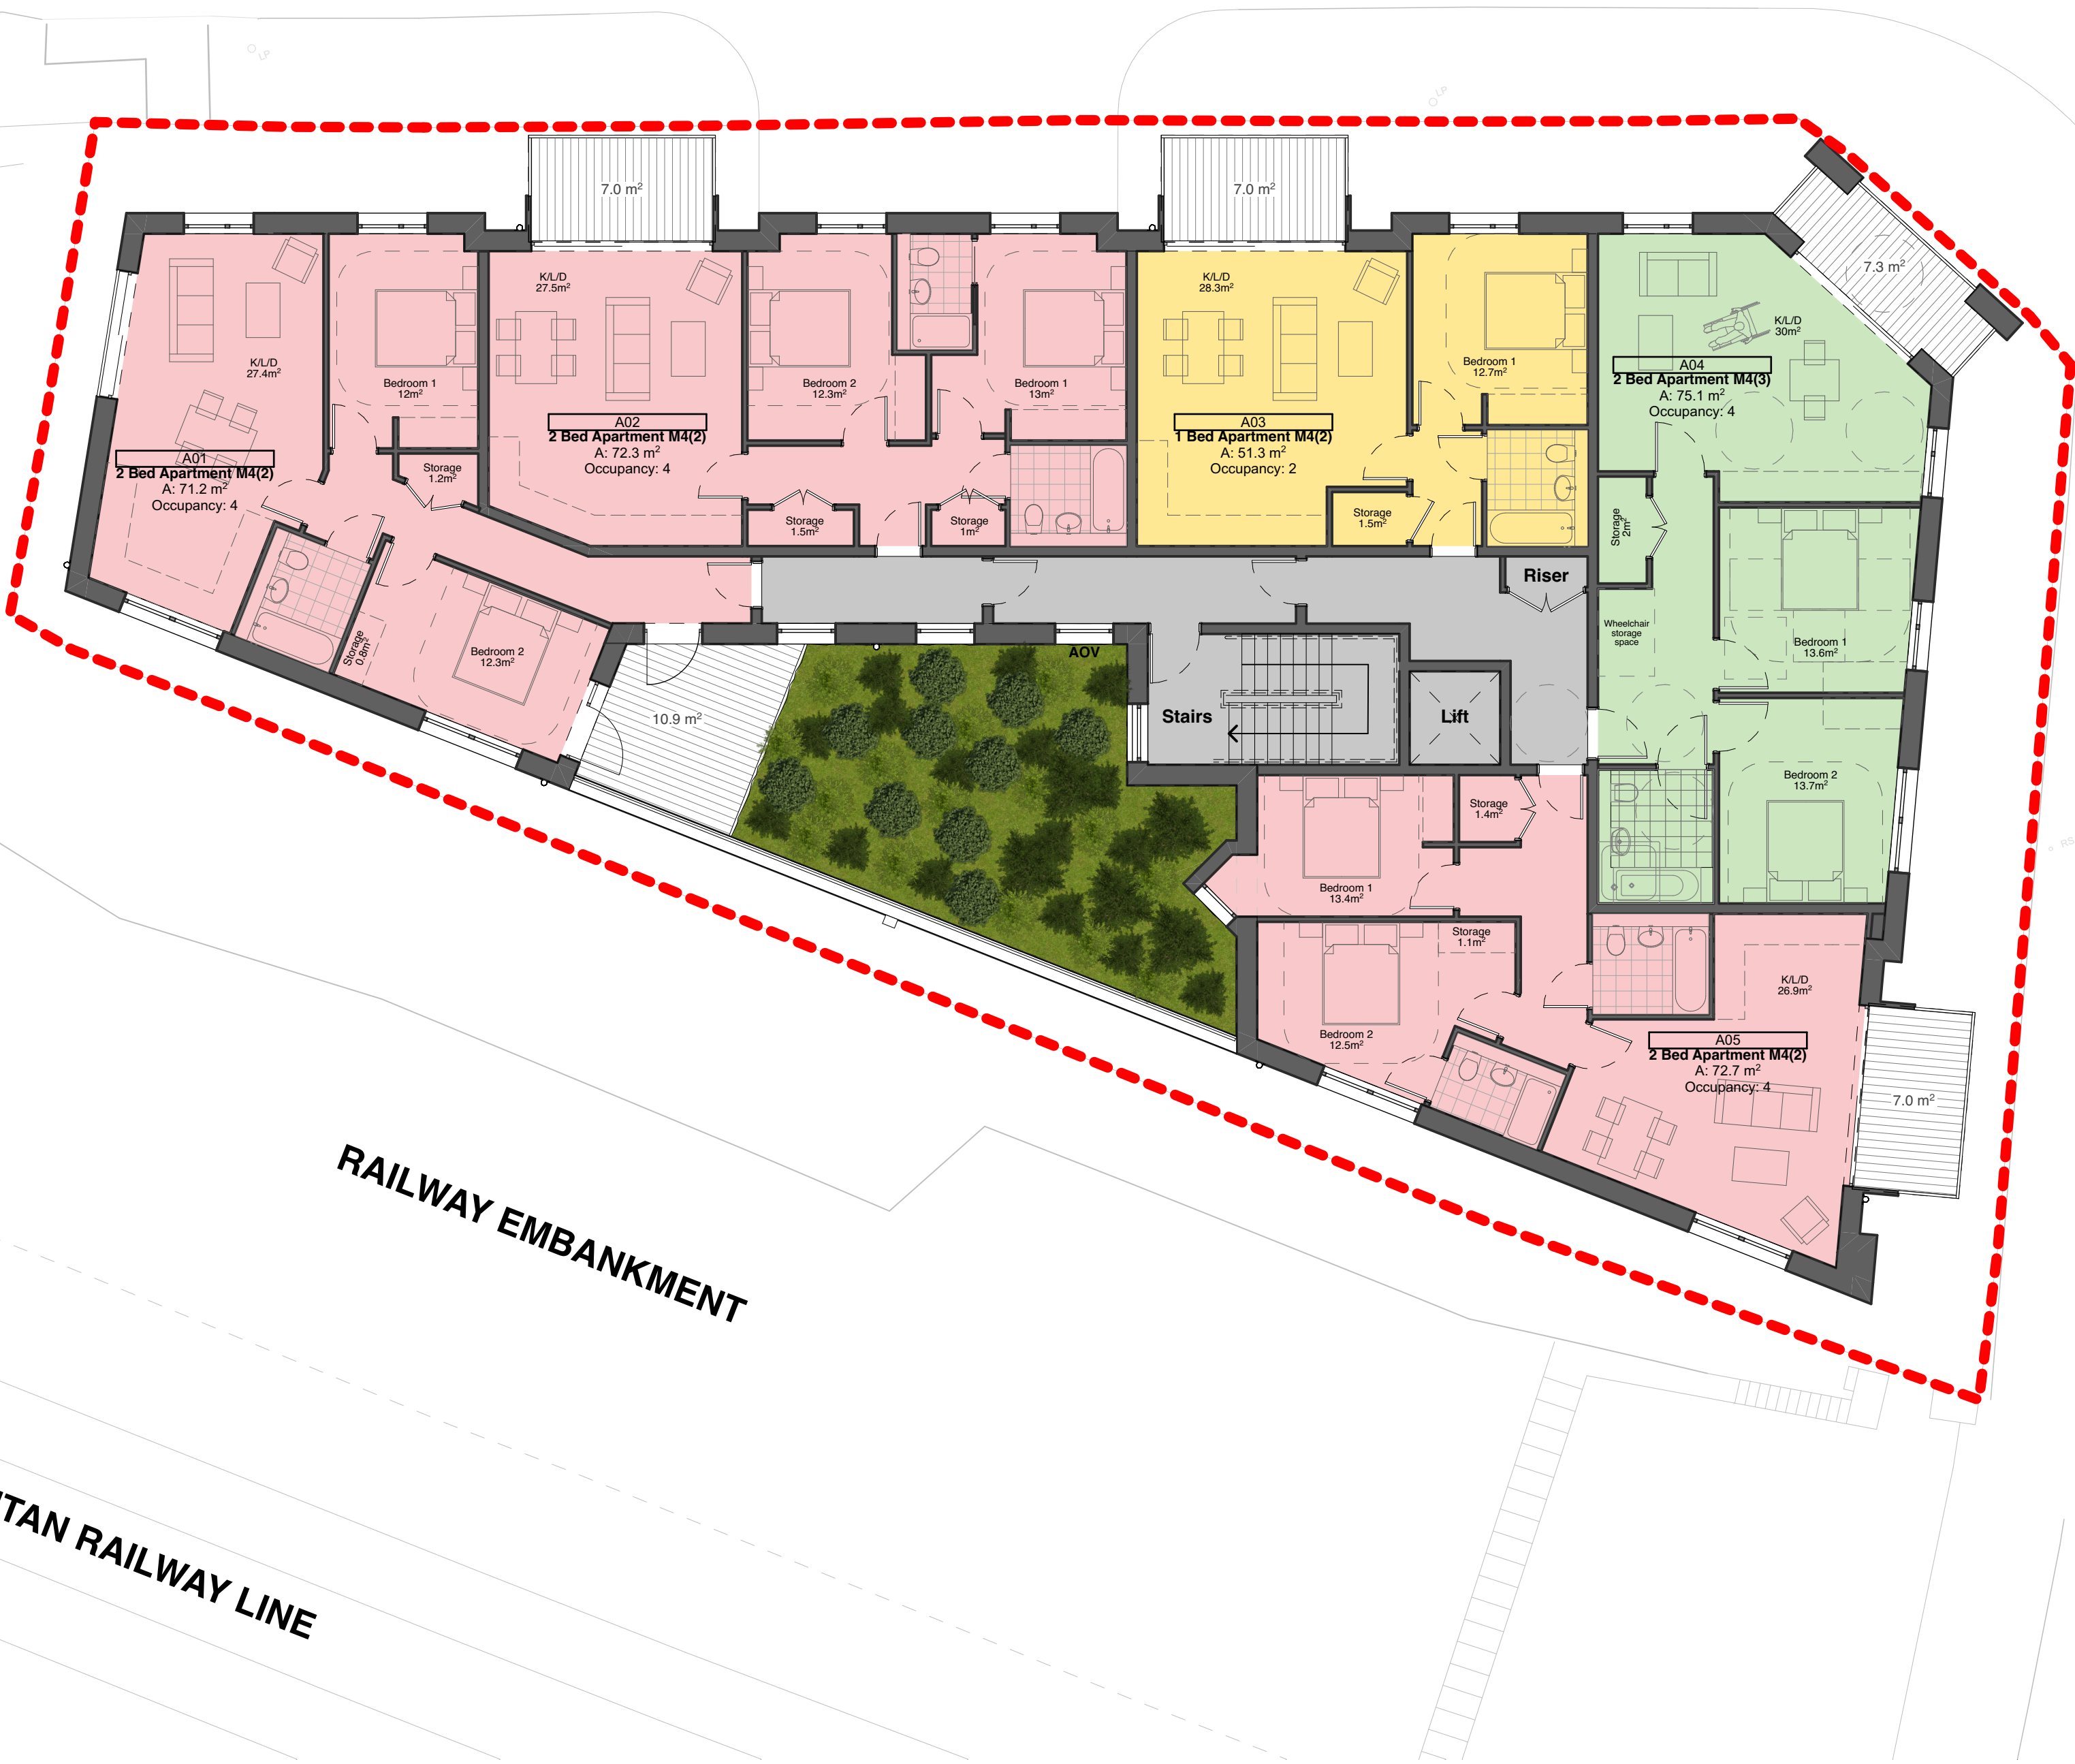 LP
LP
7.0 m²
7.0 m²
7.3 m²
K/L/D
27.4m²
Bedroom 1
12m²
K/L/D
27.5m²
Bedroom 2
12.3m²
Bedroom 1
13m²
K/L/D
28.3m²
Bedroom 1
12.7m²
K/L/D
30m²
A01
2 Bed Apartment M4(2)
A: 71.2 m²
Occupancy: 4
A02
2 Bed Apartment M4(2)
A: 72.3 m²
Occupancy: 4
A03
1 Bed Apartment M4(2)
A: 51.3 m²
Occupancy: 2
A04
2 Bed Apartment M4(3)
A: 75.1 m²
Occupancy: 4
Storage
1.2m²
Storage
1.5m²
Storage
1m²
Storage
1.5m²
Storage
2m²
Riser
Wheelchair
storage
space
Bedroom 1
13.6m²
Storage
0.8m²
Bedroom 2
12.3m²
10.9 m²
AOV
Stairs
Lift
Bedroom 2
13.7m²
Storage
1.4m²
Bedroom 1
13.4m²
Storage
1.1m²
Bedroom 2
12.5m²
K/L/D
26.9m²
A05
2 Bed Apartment M4(2)
A: 72.7 m²
Occupancy: 4
7.0 m²
RS
RAILWAY EMBANKMENT
ITAN RAILWAY LINE